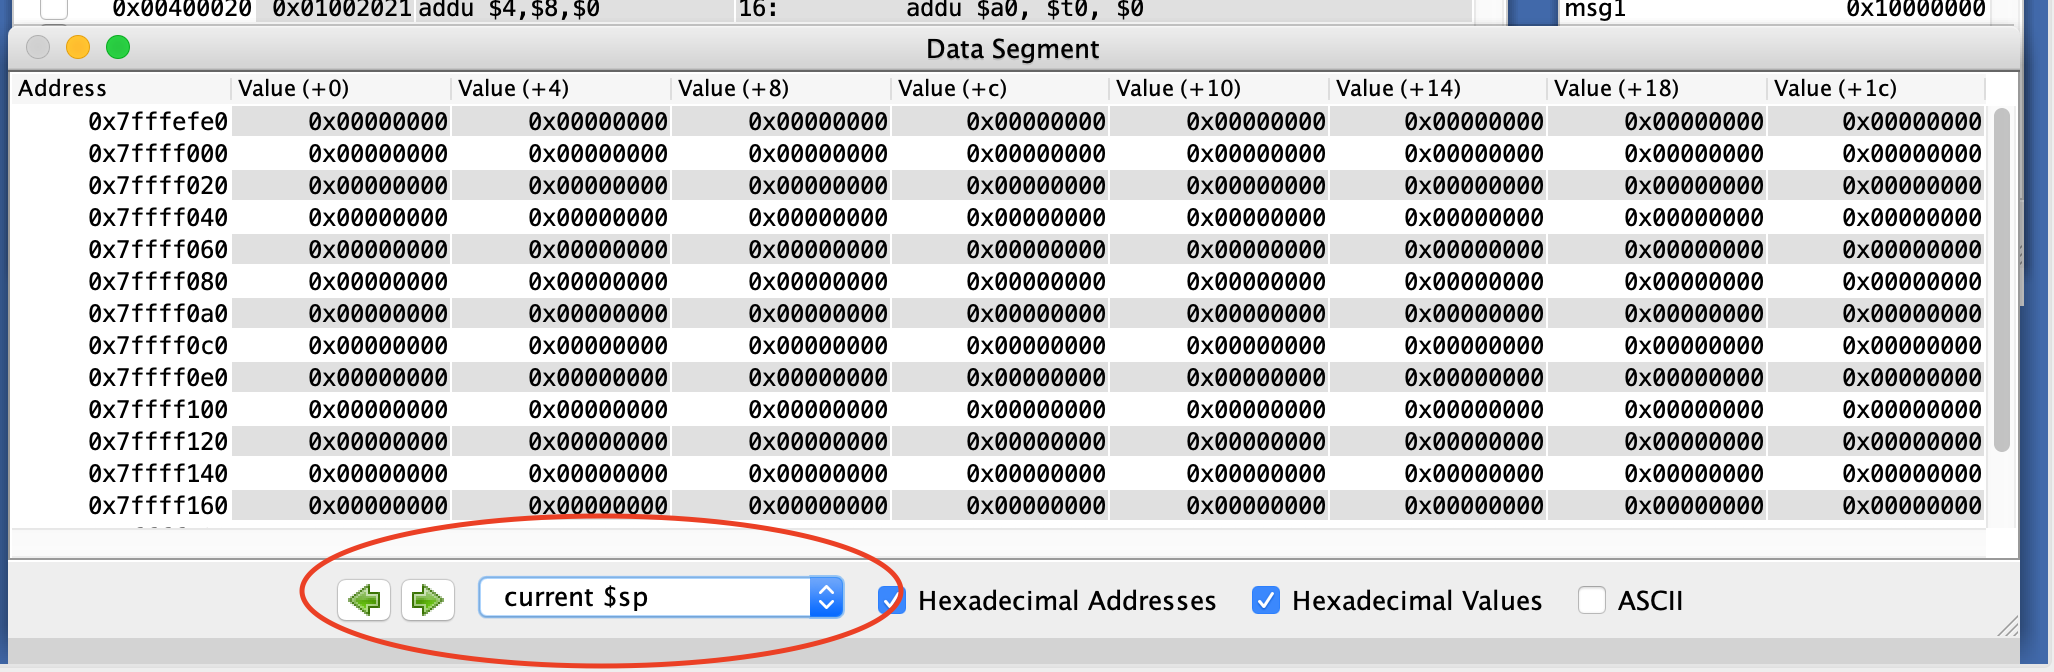 0x00400020 0x01002021 addu $4,$8,$0 16: addu $a0, $t0, $0 msg1 0x10000000
Data Segment
Address Value (+0) Value (+4) Value (+8) Value (+c) Value (+10) Value (+14) Value (+18) Value (+1c)
0x7fffefe0 0x00000000 0x00000000 0x00000000 0x00000000 0x00000000 0x00000000 0x00000000 0x00000000
0x7ffff000 0x00000000 0x00000000 0x00000000 0x00000000 0x00000000 0x00000000 0x00000000 0x00000000
0x7ffff020 0x00000000 0x00000000 0x00000000 0x00000000 0x00000000 0x00000000 0x00000000 0x00000000
0x7ffff040 0x00000000 0x00000000 0x00000000 0x00000000 0x00000000 0x00000000 0x00000000 0x00000000
0x7ffff060 0x00000000 0x00000000 0x00000000 0x00000000 0x00000000 0x00000000 0x00000000 0x00000000
0x7ffff080 0x00000000 0x00000000 0x00000000 0x00000000 0x00000000 0x00000000 0x00000000 0x00000000
0x7ffff0a0 0x00000000 0x00000000 0x00000000 0x00000000 0x00000000 0x00000000 0x00000000 0x00000000
0x7ffff0c0 0x00000000 0x00000000 0x00000000 0x00000000 0x00000000 0x00000000 0x00000000 0x00000000
0x7ffff0e0 0x00000000 0x00000000 0x00000000 0x00000000 0x00000000 0x00000000 0x00000000 0x00000000
0x7ffff100 0x00000000 0x00000000 0x00000000 0x00000000 0x00000000 0x00000000 0x00000000 0x00000000
0x7ffff120 0x00000000 0x00000000 0x00000000 0x00000000 0x00000000 0x00000000 0x00000000 0x00000000
0x7ffff140 0x00000000 0x00000000 0x00000000 0x00000000 0x00000000 0x00000000 0x00000000 0x00000000
0x7ffff160 0x00000000 0x00000000 0x00000000 0x00000000 0x00000000 0x00000000 0x00000000 0x00000000
current $sp Hexadecimal Addresses Hexadecimal Values ASCII